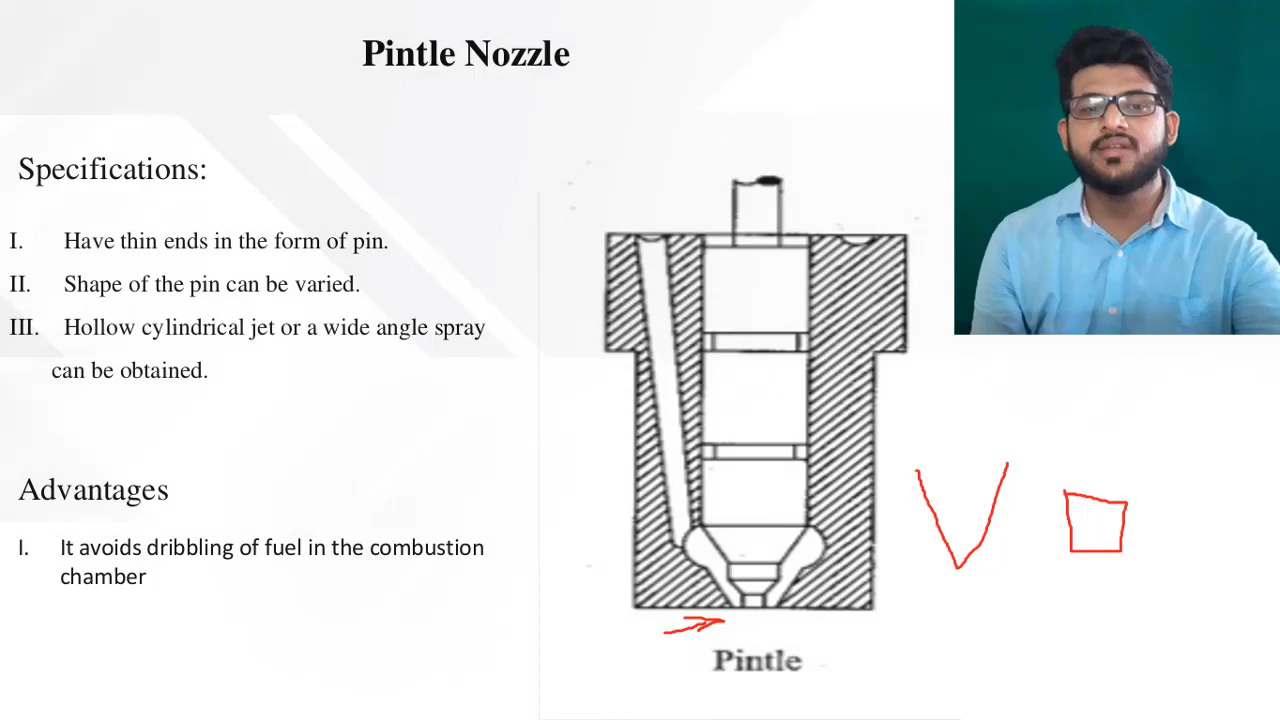 Pintle Nozzle
Specifications:
I. Have thin ends in the form of pin.
II. Shape of the pin can be varied.
III. Hollow cylindrical jet or a wide angle spray
can be obtained.
Advantages
I. It avoids dribbling of fuel in the combustion
chamber
Pintle